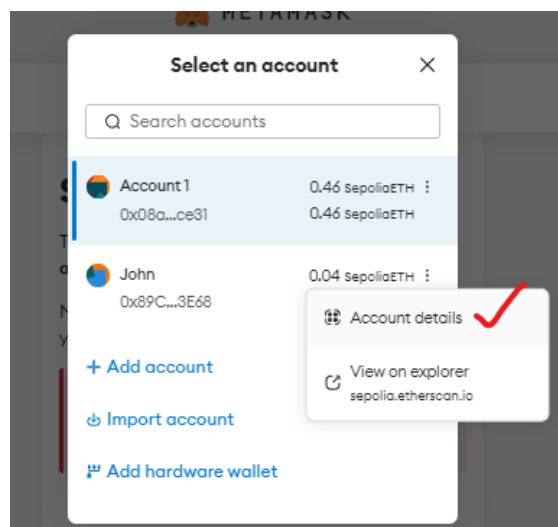 METAMASK
Select an account
Search accounts
Account 1
0.46 SepoliaETH
0x08a...ce31
0.46 SepoliaETH
John
0.04 SepoliaETH
0x89C...3E68
Account details
View on explorer
sepolia.etherscan.io
+ Add account
Import account
Add hardware wallet